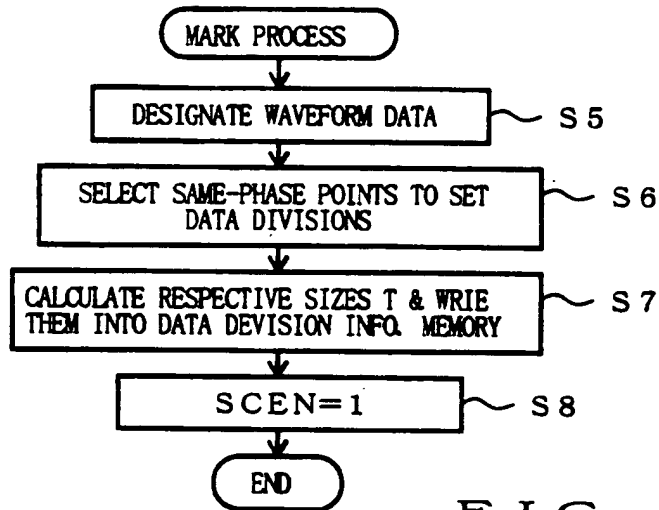 MARK PROCESS
DESIGNATE WAVEFORM DATA
S5
SELECT SAME-PHASE POINTS TO SET
DATA DIVISIONS
S6
CALCULATE RESPECTIVE SIZES T & WRIE
THEM INTO DATA DEVISION INFO. MEMORY
S7
SCEN=1
S8
END
FIG